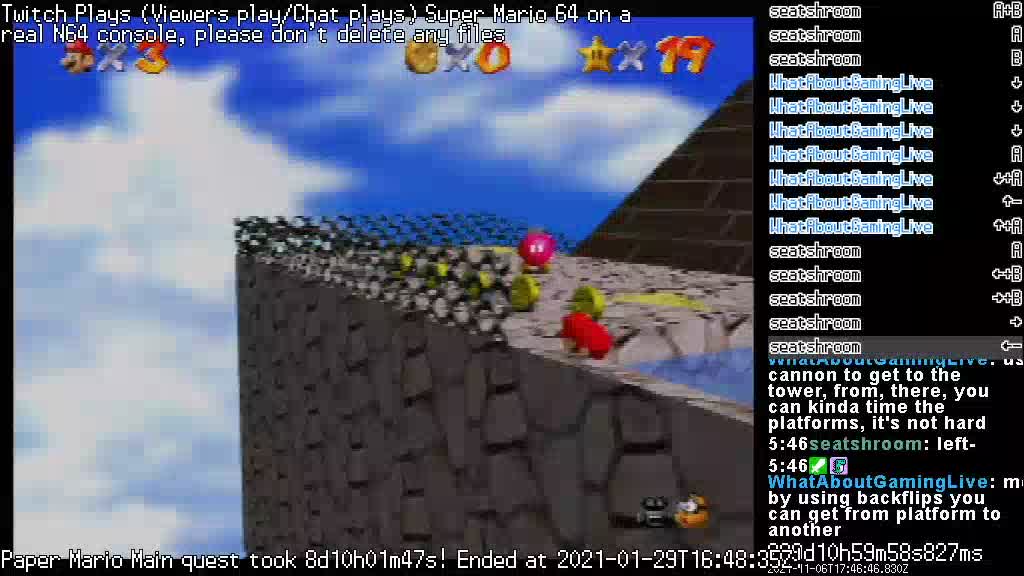 Twitch Plays (Viewers play/Chat plays) Super Mario 64 on a
real N64 console, please don't delete any files
×3
×0
×19
seatshroom A+B
seatshroom A
seatshroom B
WhatAboutGamingLive ↓
WhatAboutGamingLive ↓
WhatAboutGamingLive ↓
WhatAboutGamingLive A
WhatAboutGamingLive ↓+A
WhatAboutGamingLive ↑-
WhatAboutGamingLive ↑+A
seatshroom A
seatshroom ←+B
seatshroom →+B
seatshroom →
seatshroom ←-
WhatAboutGamingLive: us
cannon to get to the
tower, from, there, you
can kinda time the
platforms, it's not hard
5:46 seatshroom: left-
5:46
WhatAboutGamingLive: me
by using backflips you
can get from platform to
another
Paper Mario Main quest took 8d10h01m47s! Ended at 2021-01-29T16:48:35
d10h59m58s827ms